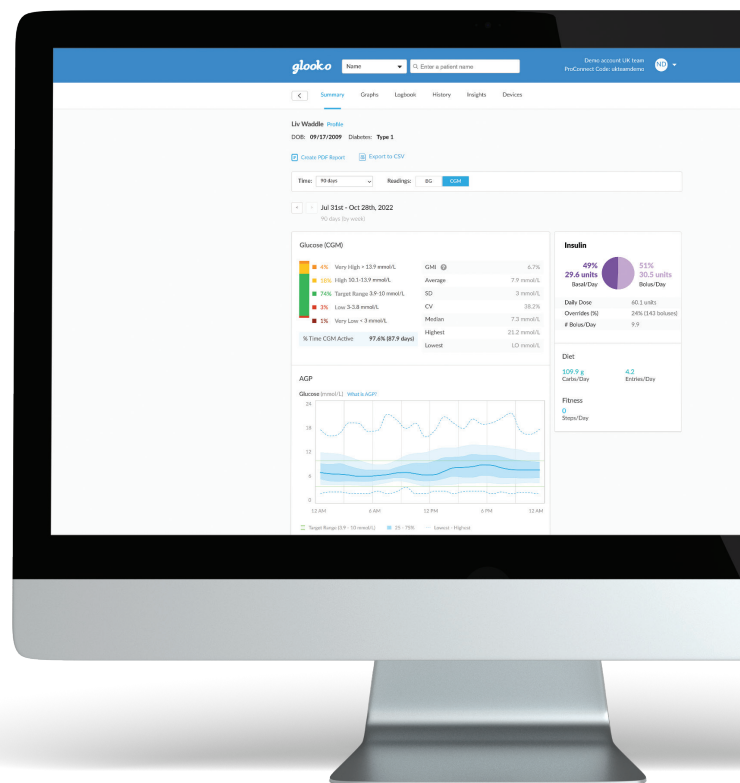 glooko
Name
Enter a patient name
Demo account UK team
ProConnect Code: ukteamdemo
ND
Summary
Graphs
Logbook
History
Insights
Devices
Liv Waddle Profile
DOB: 09/17/2009 Diabetes: Type 1
Create PDF Report
Export to CSV
Time: 90 days
Readings: BG CGM
Jul 31st - Oct 28th, 2022
90 days (by week)
Glucose (CGM)
4% Very High > 13.9 mmol/L
18% High 10.1-13.9 mmol/L
74% Target Range 3.9-10 mmol/L
3% Low 3-3.8 mmol/L
1% Very Low < 3 mmol/L
% Time CGM Active 97.6% (87.9 days)
GMI 6.7%
Average 7.9 mmol/L
SD 3 mmol/L
CV 38.2%
Median 7.3 mmol/L
Highest 21.2 mmol/L
Lowest LO mmol/L
Insulin
49%
29.6 units
Basal/Day
51%
30.5 units
Bolus/Day
Daily Dose 60.1 units
Overrides (%) 24% (143 boluses)
# Bolus/Day 9.9
Diet
109.9 g
Carbs/Day
4.2
Entries/Day
Fitness
0
Steps/Day
AGP
Glucose (mmol/L) What is AGP?
24
18
12
6
0
12 AM
6 AM
12 PM
6 PM
12 AM
Target Range (3.9 - 10 mmol/L)
25 - 75%
Lowest - Highest